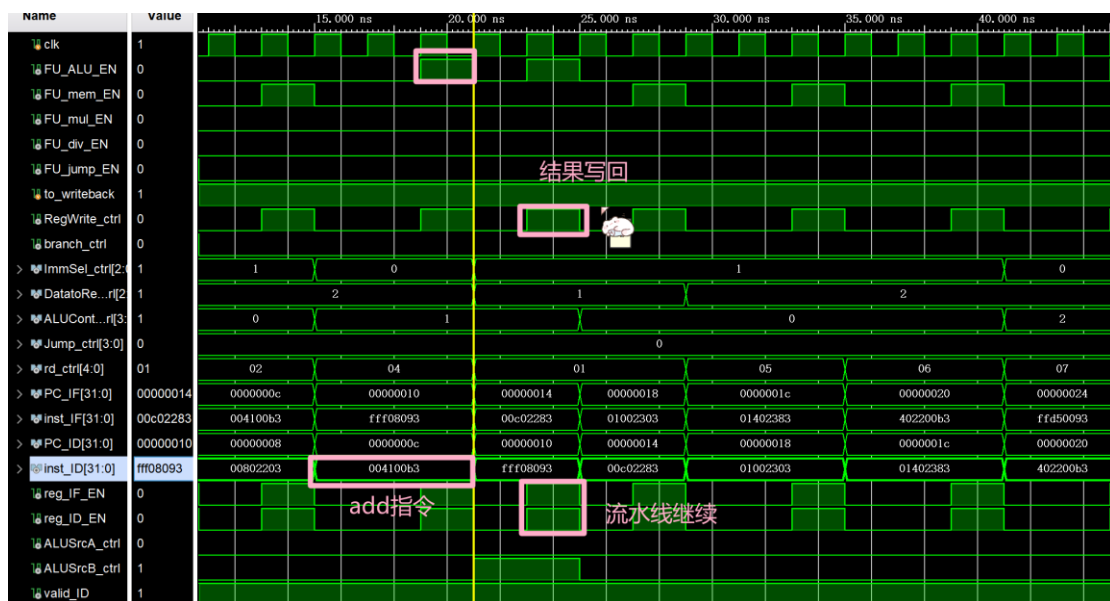 Name Value 15.000 ns 20.000 ns 25.000 ns 30.000 ns 35.000 ns 40.000 ns
clk 1
FU_ALU_EN 0
FU_mem_EN 0
FU_mul_EN 0
FU_div_EN 0
FU_jump_EN 0
结果写回
to_writeback 1
RegWrite_ctrl 0
branch_ctrl 0
ImmSel_ctrl[2:0 1 1 0 1 0
DatatoRe...rl[2 1 2 1 2
ALUCont...rl[3: 1 0 1 0 2
Jump_ctrl[3:0] 0 0
rd_ctrl[4:0] 01 02 04 01 05 06 07
PC_IF[31:0] 00000014 0000000c 00000010 00000014 00000018 0000001c 00000020 00000024
inst_IF[31:0] 00c02283 004100b3 fff08093 00c02283 01002303 01402383 402200b3 ffd50093
PC_ID[31:0] 00000010 00000008 0000000c 00000010 00000014 00000018 0000001c 00000020
inst_ID[31:0] fff08093 00802203 004100b3 fff08093 00c02283 01002303 01402383 402200b3
reg_IF_EN 0
add指令 流水线继续
reg_ID_EN 0
ALUSrcA_ctrl 0
ALUSrcB_ctrl 1
valid_ID 1